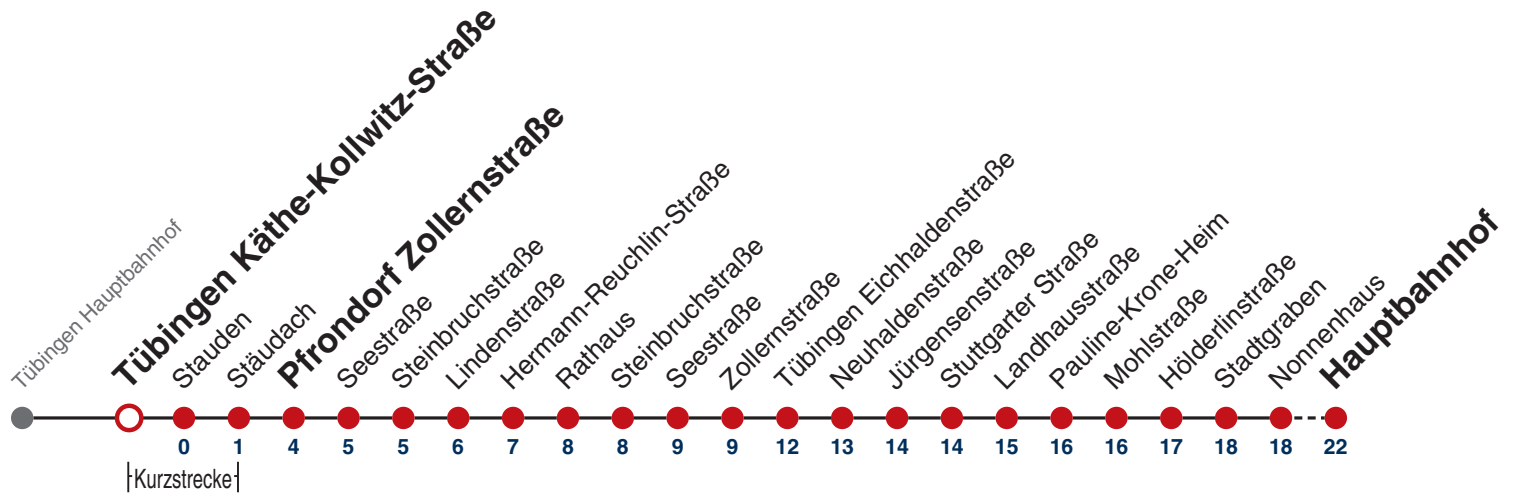 Tübingen Hauptbahnhof
Tübingen Käthe-Kollwitz-Straße
Stauden
Stäudach
Pfrondorf Zollernstraße
Seestraße
Steinbruchstraße
Lindenstraße
Hermann-Reuchlin-Straße
Rathaus
Steinbruchstraße
Seestraße
Zollernstraße
Tübingen Eichhaldenstraße
Neuhaldenstraße
Jürgensenstraße
Stuttgarter Straße
Landhausstraße
Pauline-Krone-Heim
Mohlstraße
Hölderlinstraße
Stadtgraben
Nonnenhaus
Hauptbahnhof
0 1 4 5 5 6 7 8 8 9 9 12 13 14 14 15 16 16 17 18 18 22
Kurzstrecke